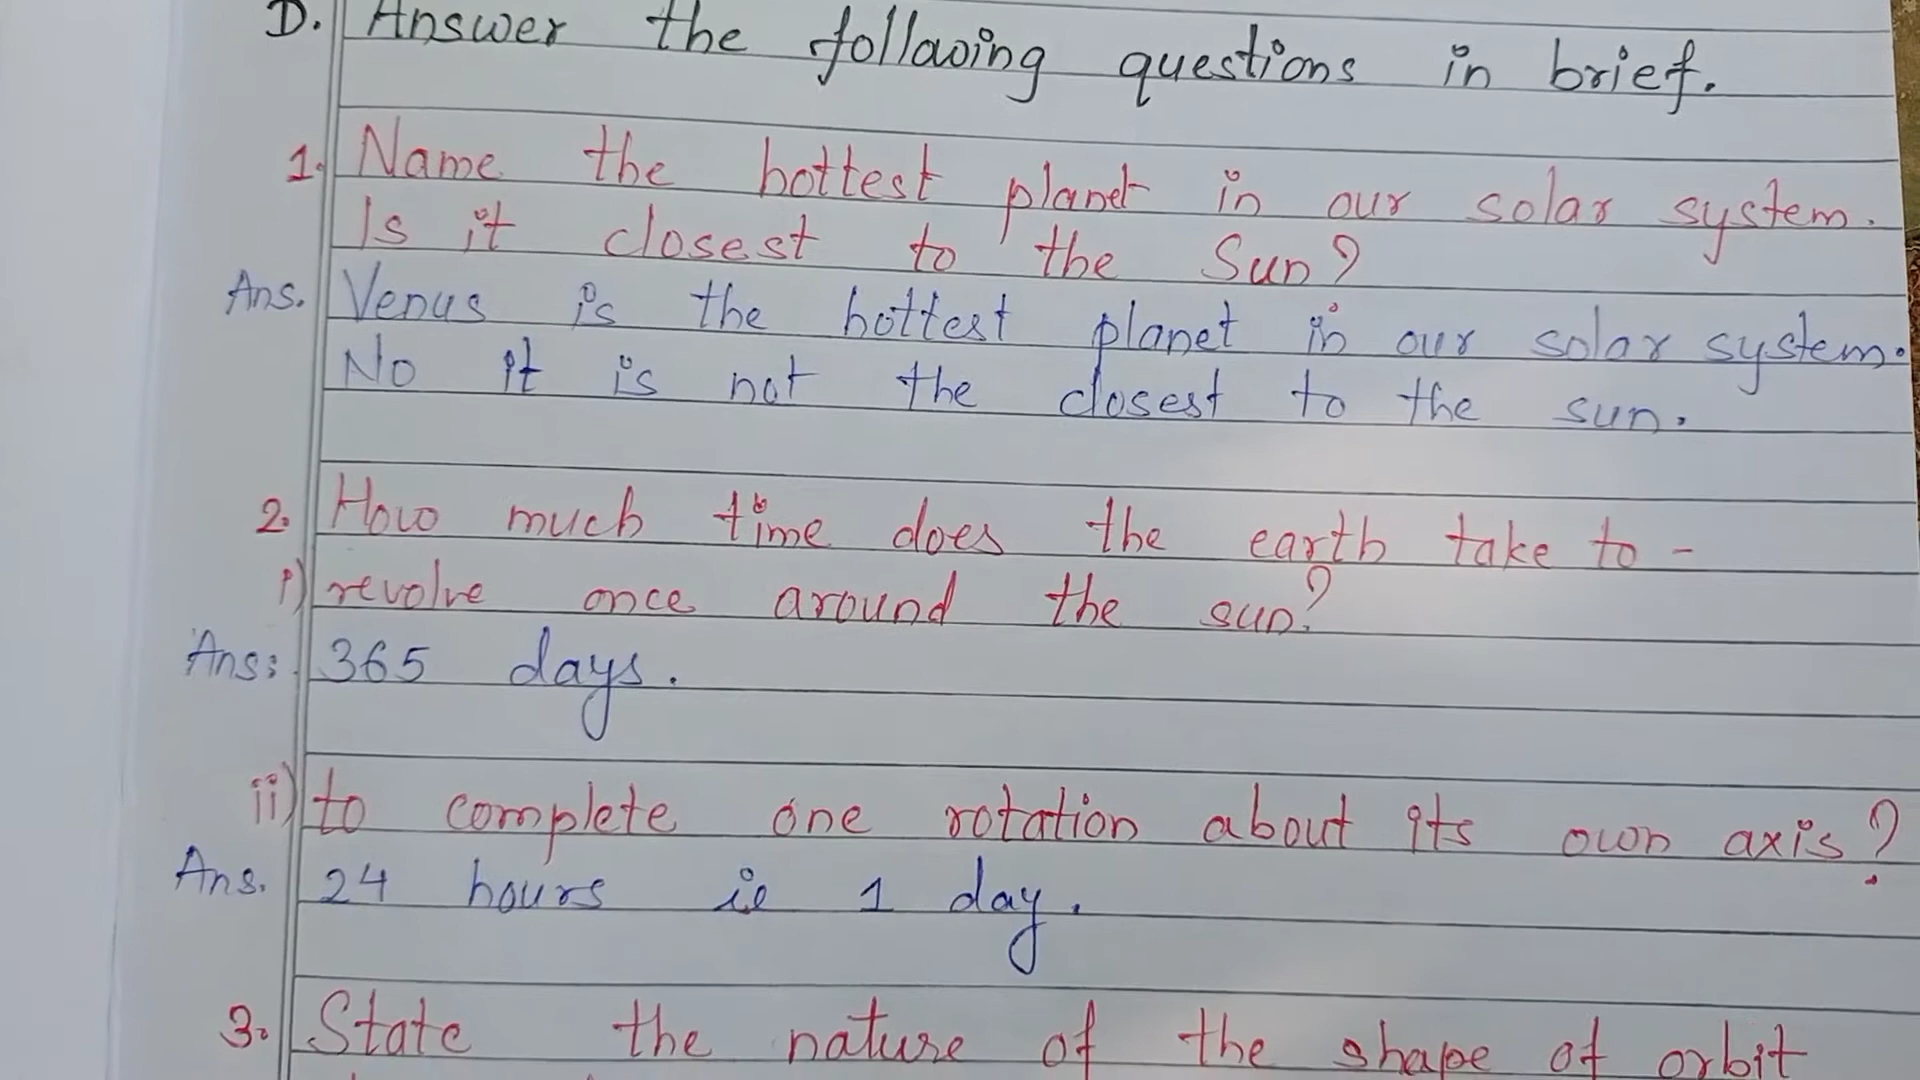 D. Answer the following questions in brief.
1. Name the hottest planet in our solar system.
Is it closest to the Sun?
Ans. Venus is the hottest planet in our solar system.
No it is not the closest to the sun.
2. How much time does the earth take to -
i) revolve once around the sun?
Ans: 365 days.
ii) to complete one rotation about its own axis?
Ans. 24 hours ie 1 day.
3. State the nature of the shape of orbit